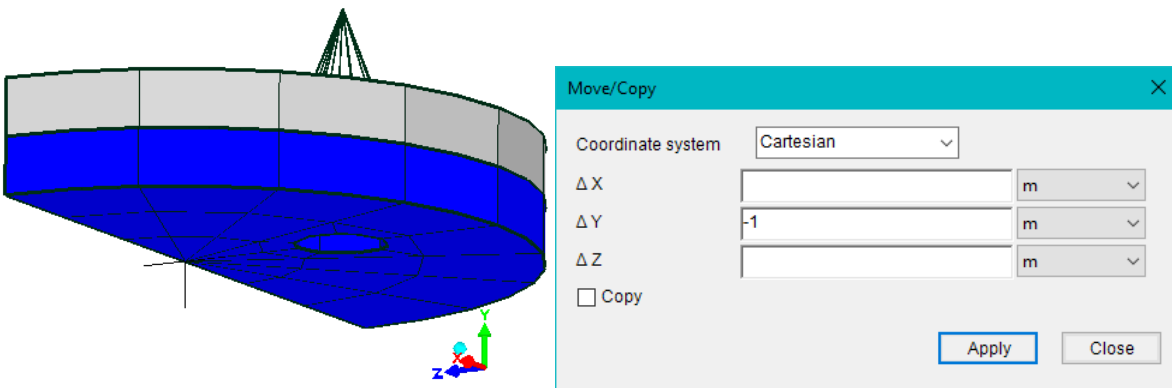 Move/Copy
Coordinate system Cartesian
Δ X m
Δ Y -1 m
Δ Z m
Copy
Apply Close
Y
X
Z